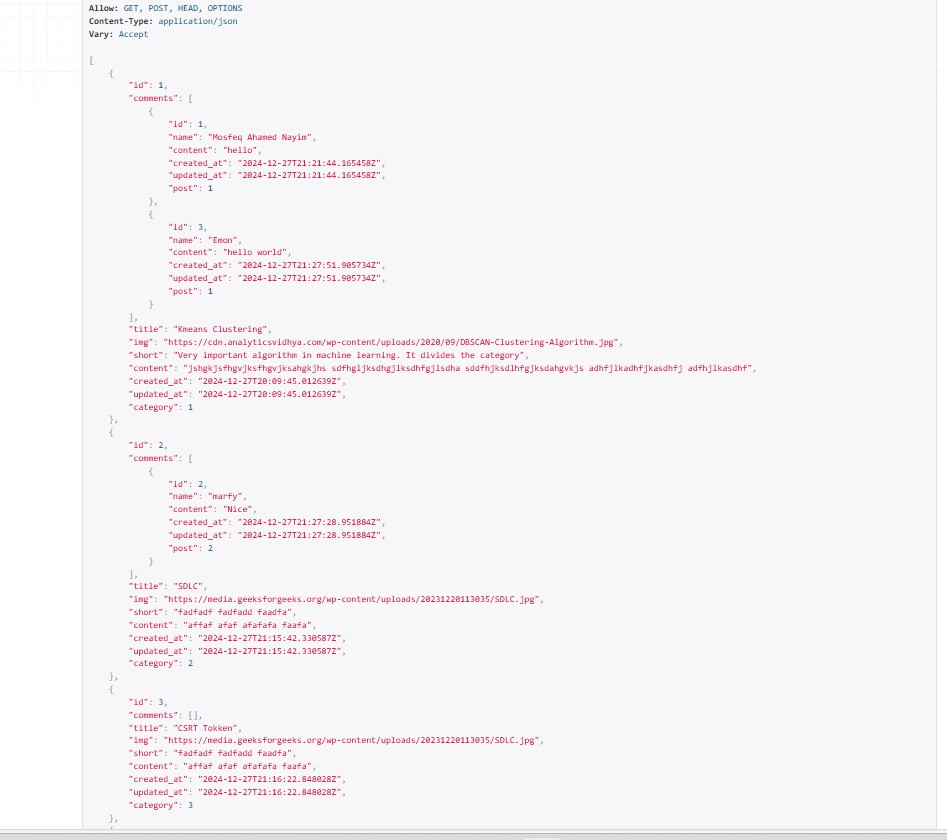 Allow: GET, POST, HEAD, OPTIONS
Content-Type: application/json
Vary: Accept
[
{
"id": 1,
"comments": [
{
"id": 1,
"name": "Mosfeq Ahamed Nayim",
"content": "hello",
"created_at": "2024-12-27T21:21:44.165458Z",
"updated_at": "2024-12-27T21:21:44.165458Z",
"post": 1
},
{
"id": 3,
"name": "Emon",
"content": "hello world",
"created_at": "2024-12-27T21:27:51.905734Z",
"updated_at": "2024-12-27T21:27:51.905734Z",
"post": 1
}
],
"title": "Kmeans Clustering",
"img": "https://cdn.analyticsvidhya.com/wp-content/uploads/2020/09/DBSCAN-Clustering-Algorithm.jpg",
"short": "Very important algorithm in machine learning. It divides the category",
"content": "jshgkjsfhgvjksfhgvjksahgkjhs sdfhgljksdhgjlksdhfgjlsdha sddfhjksdlhfgjksdahgvkjs adhfjlkadhfjkasdhfj adfhjlkasdhf",
"created_at": "2024-12-27T20:09:45.012639Z",
"updated_at": "2024-12-27T20:09:45.012639Z",
"category": 1
},
{
"id": 2,
"comments": [
{
"id": 2,
"name": "marfy",
"content": "Nice",
"created_at": "2024-12-27T21:27:28.951884Z",
"updated_at": "2024-12-27T21:27:28.951884Z",
"post": 2
}
],
"title": "SDLC",
"img": "https://media.geeksforgeeks.org/wp-content/uploads/20231220113035/SDLC.jpg",
"short": "fadfadf fadfadd faadfa",
"content": "affaf afaf afafafa faafa",
"created_at": "2024-12-27T21:15:42.330587Z",
"updated_at": "2024-12-27T21:15:42.330587Z",
"category": 2
},
{
"id": 3,
"comments": [],
"title": "CSRT Tokken",
"img": "https://media.geeksforgeeks.org/wp-content/uploads/20231220113035/SDLC.jpg",
"short": "fadfadf fadfadd faadfa",
"content": "affaf afaf afafafa faafa",
"created_at": "2024-12-27T21:16:22.848028Z",
"updated_at": "2024-12-27T21:16:22.848028Z",
"category": 3
},